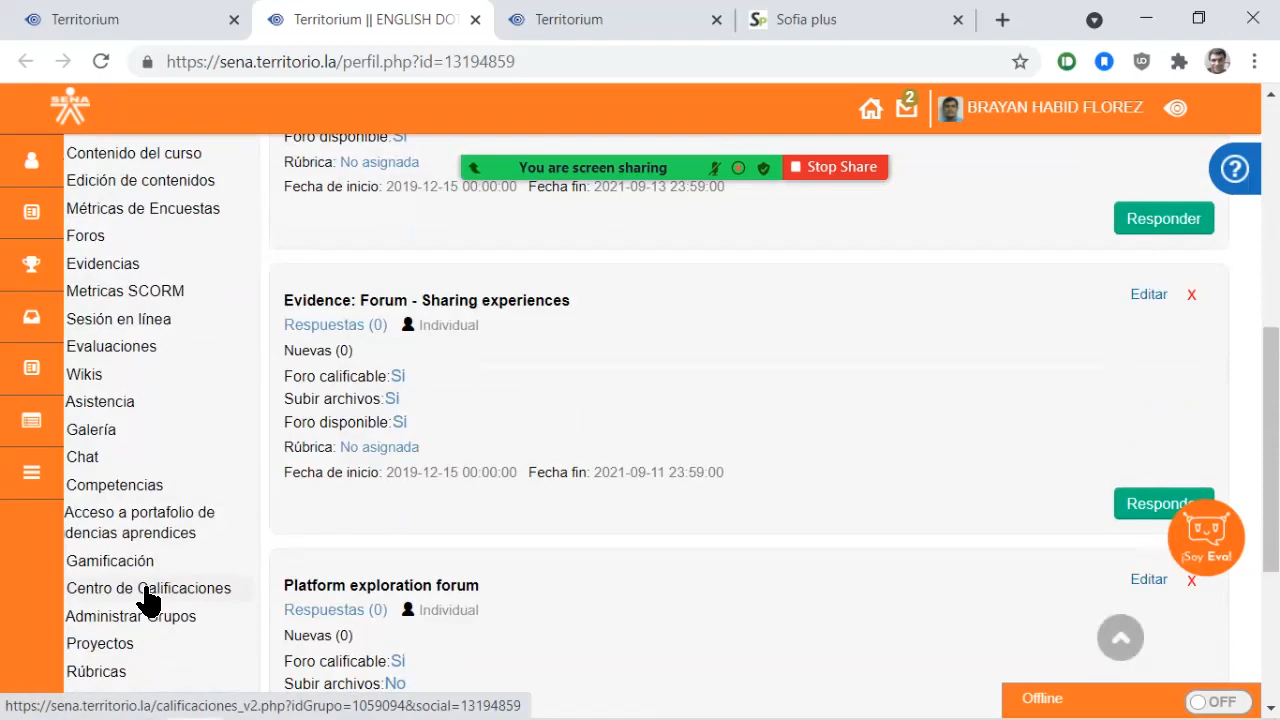 Territorium
Territorium || ENGLISH DOT
Territorium
Sofia plus
https://sena.territorio.la/perfil.php?id=13194859
SENA
2
BRAYAN HABID FLOREZ
Contenido del curso
Edición de contenidos
Métricas de Encuestas
Foros
Evidencias
Metricas SCORM
Sesión en línea
Evaluaciones
Wikis
Asistencia
Galería
Chat
Competencias
Acceso a portafolio de
dencias aprendices
Gamificación
Centro de Calificaciones
Administrar Grupos
Proyectos
Rúbricas
Foro disponible:Si
Rúbrica: No asignada
You are screen sharing
Stop Share
Fecha de inicio: 2019-12-15 00:00:00 Fecha fin: 2021-09-13 23:59:00
Responder
Evidence: Forum - Sharing experiences
Editar X
Respuestas (0) Individual
Nuevas (0)
Foro calificable:Si
Subir archivos:Si
Foro disponible:Si
Rúbrica: No asignada
Fecha de inicio: 2019-12-15 00:00:00 Fecha fin: 2021-09-11 23:59:00
Responder
¡Soy Eva!
Platform exploration forum
Editar X
Respuestas (0) Individual
Nuevas (0)
Foro calificable:Si
Subir archivos:No
https://sena.territorio.la/calificaciones_v2.php?idGrupo=1059094&social=13194859
Offline
OFF